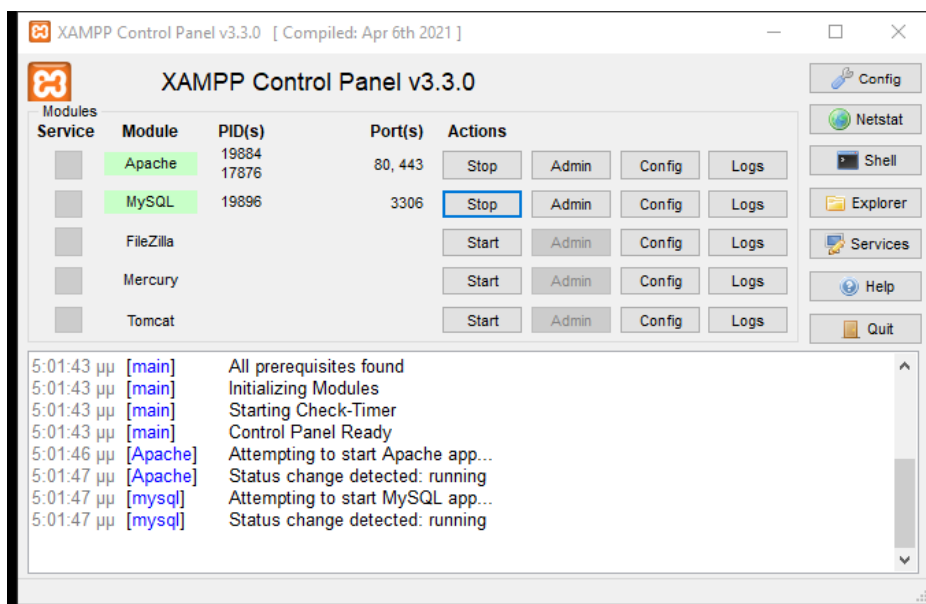 XAMPP Control Panel v3.3.0 [ Compiled: Apr 6th 2021 ]
XAMPP Control Panel v3.3.0
Config
Modules
Service Module PID(s) Port(s) Actions
Netstat
Apache 19884 17876 80, 443 Stop Admin Config Logs
Shell
MySQL 19896 3306 Stop Admin Config Logs
Explorer
FileZilla Start Admin Config Logs
Services
Mercury Start Admin Config Logs
Help
Tomcat Start Admin Config Logs
Quit
5:01:43 μμ [main] All prerequisites found
5:01:43 μμ [main] Initializing Modules
5:01:43 μμ [main] Starting Check-Timer
5:01:43 μμ [main] Control Panel Ready
5:01:46 μμ [Apache] Attempting to start Apache app...
5:01:47 μμ [Apache] Status change detected: running
5:01:47 μμ [mysql] Attempting to start MySQL app...
5:01:47 μμ [mysql] Status change detected: running